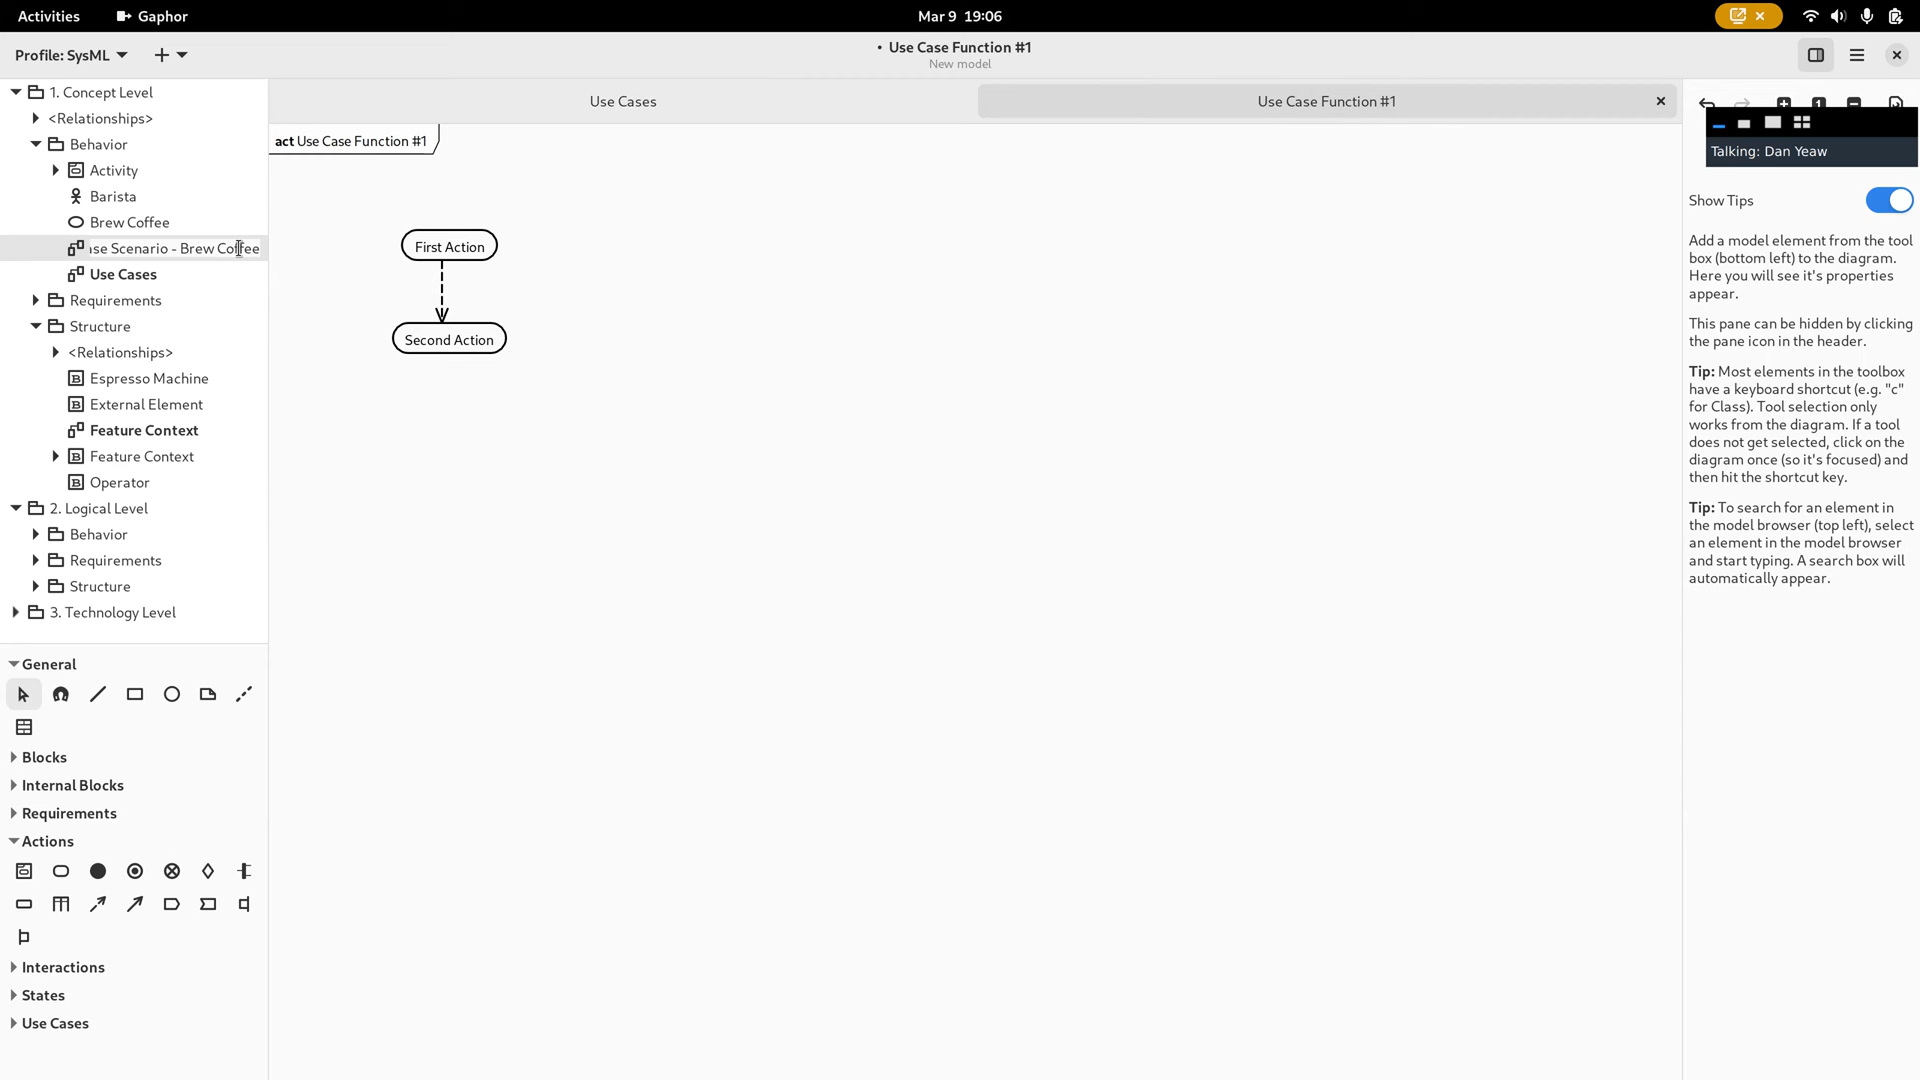 Activities
Gaphor
Mar 9 19:06
Profile: SysML
• Use Case Function #1
New model
1. Concept Level
<Relationships>
Behavior
Activity
Barista
Brew Coffee
Scenario - Brew Coffee
Use Cases
Requirements
Structure
<Relationships>
Espresso Machine
External Element
Feature Context
Feature Context
Operator
2. Logical Level
Behavior
Requirements
Structure
3. Technology Level
General
Blocks
Internal Blocks
Requirements
Actions
Interactions
States
Use Cases
Use Cases
Use Case Function #1
act Use Case Function #1
First Action
Second Action
1
Talking: Dan Yeaw
Show Tips
Add a model element from the tool
box (bottom left) to the diagram.
Here you will see it's properties
appear.
This pane can be hidden by clicking
the pane icon in the header.
Tip: Most elements in the toolbox
have a keyboard shortcut (e.g. "c"
for Class). Tool selection only
works from the diagram. If a tool
does not get selected, click on the
diagram once (so it's focused) and
then hit the shortcut key.
Tip: To search for an element in
the model browser (top left), select
an element in the model browser
and start typing. A search box will
automatically appear.